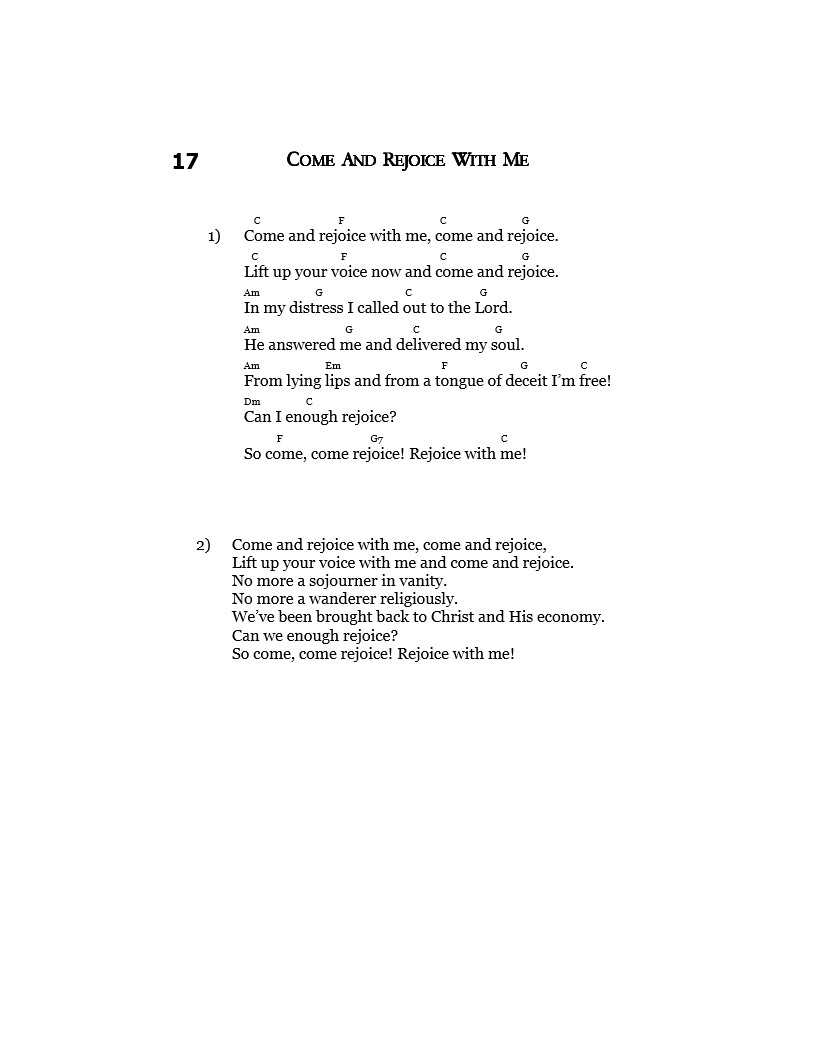 17 COME AND REJOICE WITH ME
C F C G
1) Come and rejoice with me, come and rejoice.
C F C G
Lift up your voice now and come and rejoice.
Am G C G
In my distress I called out to the Lord.
Am G C G
He answered me and delivered my soul.
Am Em F G C
From lying lips and from a tongue of deceit I’m free!
Dm C
Can I enough rejoice?
F G7 C
So come, come rejoice! Rejoice with me!
2) Come and rejoice with me, come and rejoice,
Lift up your voice with me and come and rejoice.
No more a sojourner in vanity.
No more a wanderer religiously.
We’ve been brought back to Christ and His economy.
Can we enough rejoice?
So come, come rejoice! Rejoice with me!